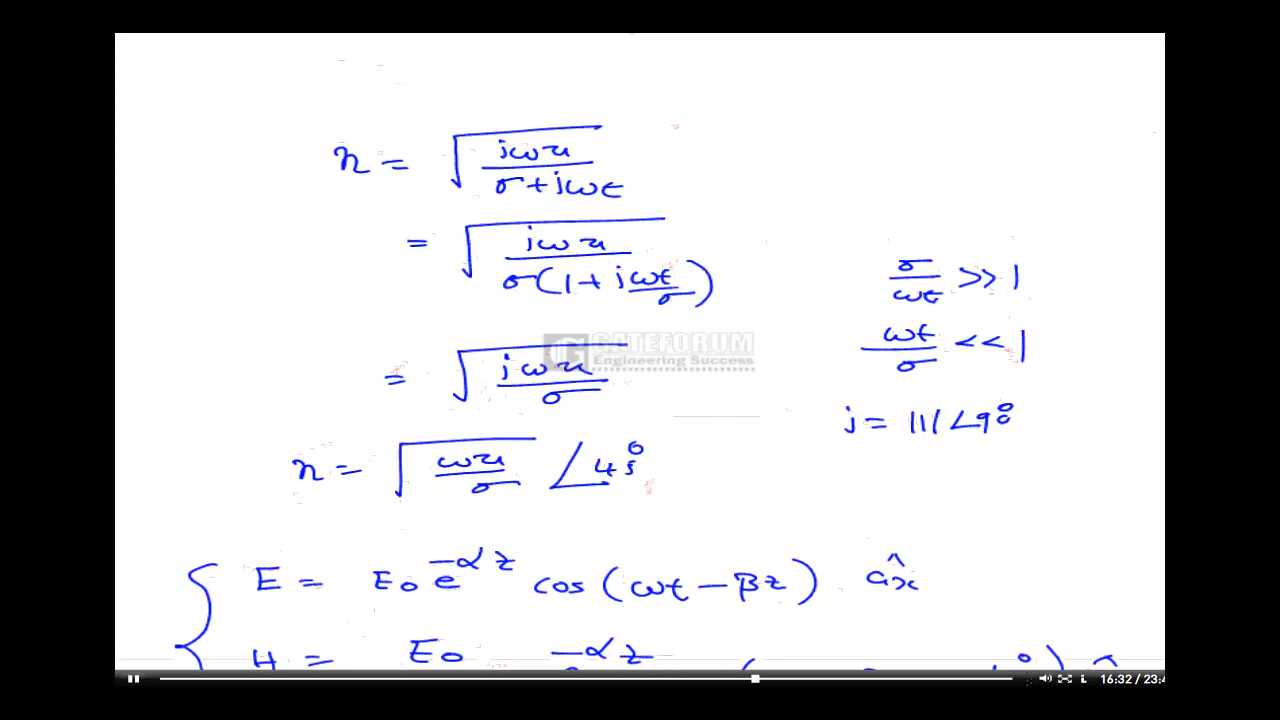 η = √(jωμ / σ + jωε)
= √(jωμ / σ(1 + jωε/σ))
σ/ωε >> 1
GATEFORUM
Engineering Success
= √(jωμ / σ)
ωε/σ << 1
j = |1| ∠90°
η = √(ωμ / σ) ∠45°
E = E0 e^-αz cos(ωt - βz) âx
H = E0 -αz
16:32 / 23:4